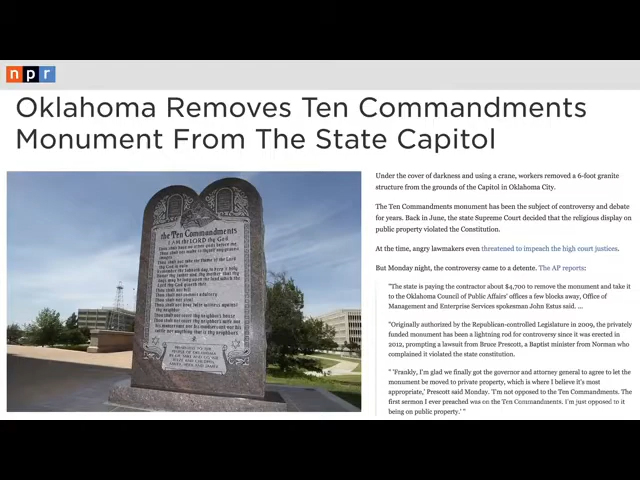 npr
Oklahoma Removes Ten Commandments
Monument From The State Capitol
the Ten Commandments
I AM the LORD thy God
Under the cover of darkness and using a crane, workers removed a 6-foot granite
structure from the grounds of the Capitol in Oklahoma City.
The Ten Commandments monument has been the subject of controversy and debate
for years. Back in June, the state Supreme Court decided that the religious display on
public property violated the Constitution.
At the time, angry lawmakers even threatened to impeach the high court justices.
But Monday night, the controversy came to a detente. The AP reports:
"The state is paying the contractor about $4,700 to remove the monument and take it
to the Oklahoma Council of Public Affairs' offices a few blocks away, Office of
Management and Enterprise Services spokesman John Estus said. ...
"Originally authorized by the Republican-controlled Legislature in 2009, the privately
funded monument has been a lightning rod for controversy since it was erected in
2012, prompting a lawsuit from Bruce Prescott, a Baptist minister from Norman who
complained it violated the state constitution.
" 'Frankly, I'm glad we finally got the governor and attorney general to agree to let the
monument be moved to private property, which is where I believe it's most
appropriate,' Prescott said Monday. 'I'm not opposed to the Ten Commandments. The
first sermon I ever preached was on the Ten Commandments. I'm just opposed to it
being on public property.' "